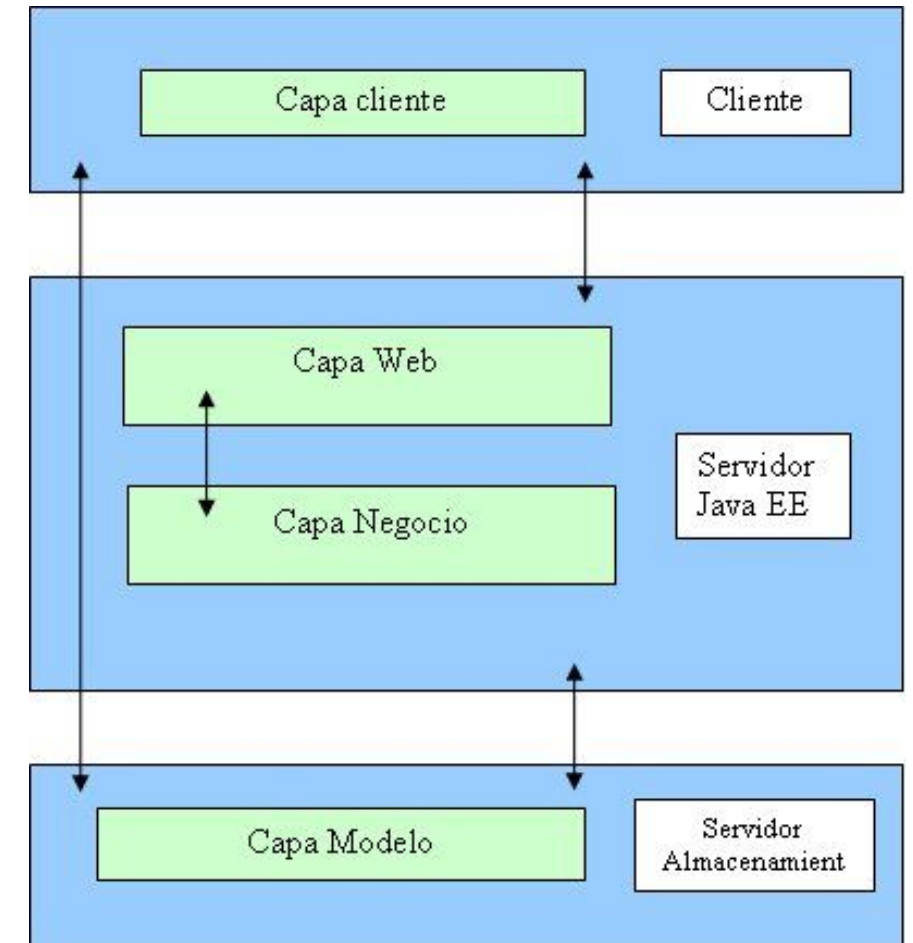 Capa cliente
Cliente
Capa Web
Servidor
Java EE
Capa Negocio
Capa Modelo
Servidor
Almacenamient